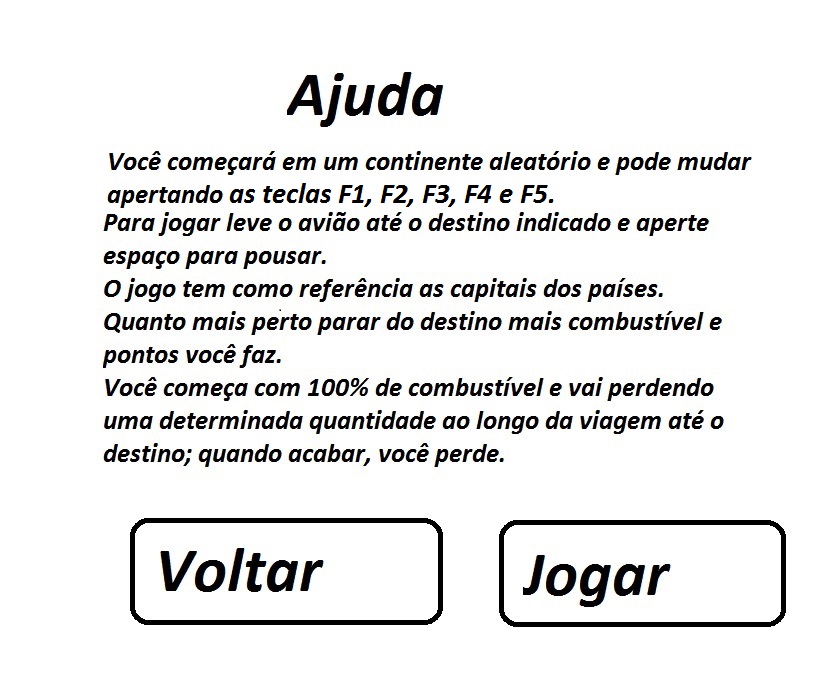 Ajuda
Você começará em um continente aleatório e pode mudar
apertando as teclas F1, F2, F3, F4 e F5.
Para jogar leve o avião até o destino indicado e aperte
espaço para pousar.
O jogo tem como referência as capitais dos países.
Quanto mais perto parar do destino mais combustível e
pontos você faz.
Você começa com 100% de combustível e vai perdendo
uma determinada quantidade ao longo da viagem até o
destino; quando acabar, você perde.
Voltar
Jogar